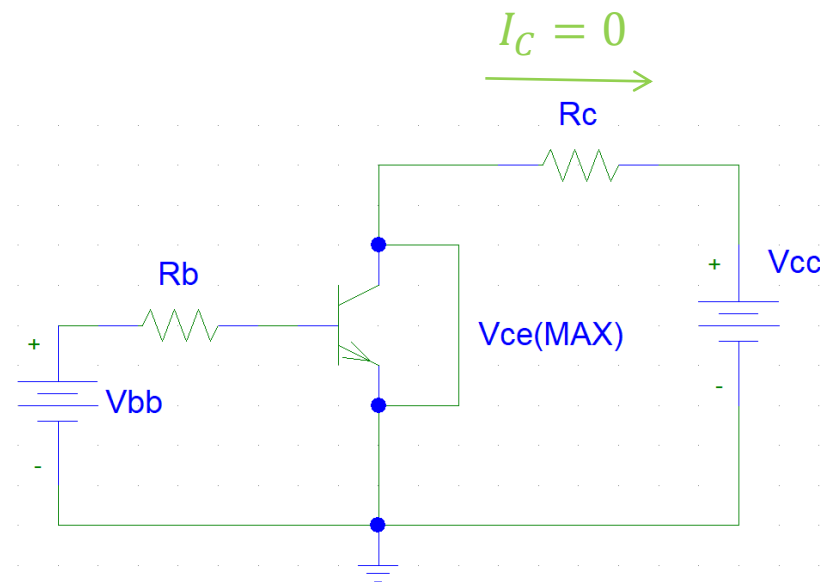 I_C = 0
Rc
Rb
+
Vcc
+
Vce(MAX)
Vbb
-
-